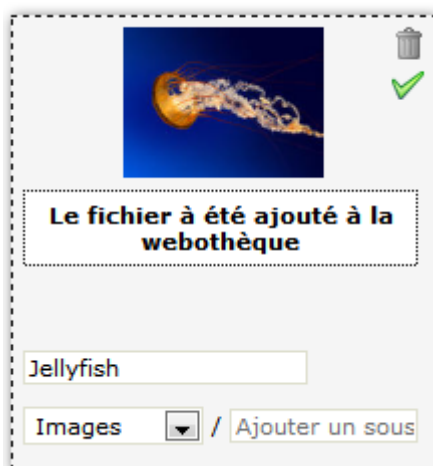 Le fichier à été ajouté à la
webothèque
Jellyfish
Images / Ajouter un sous